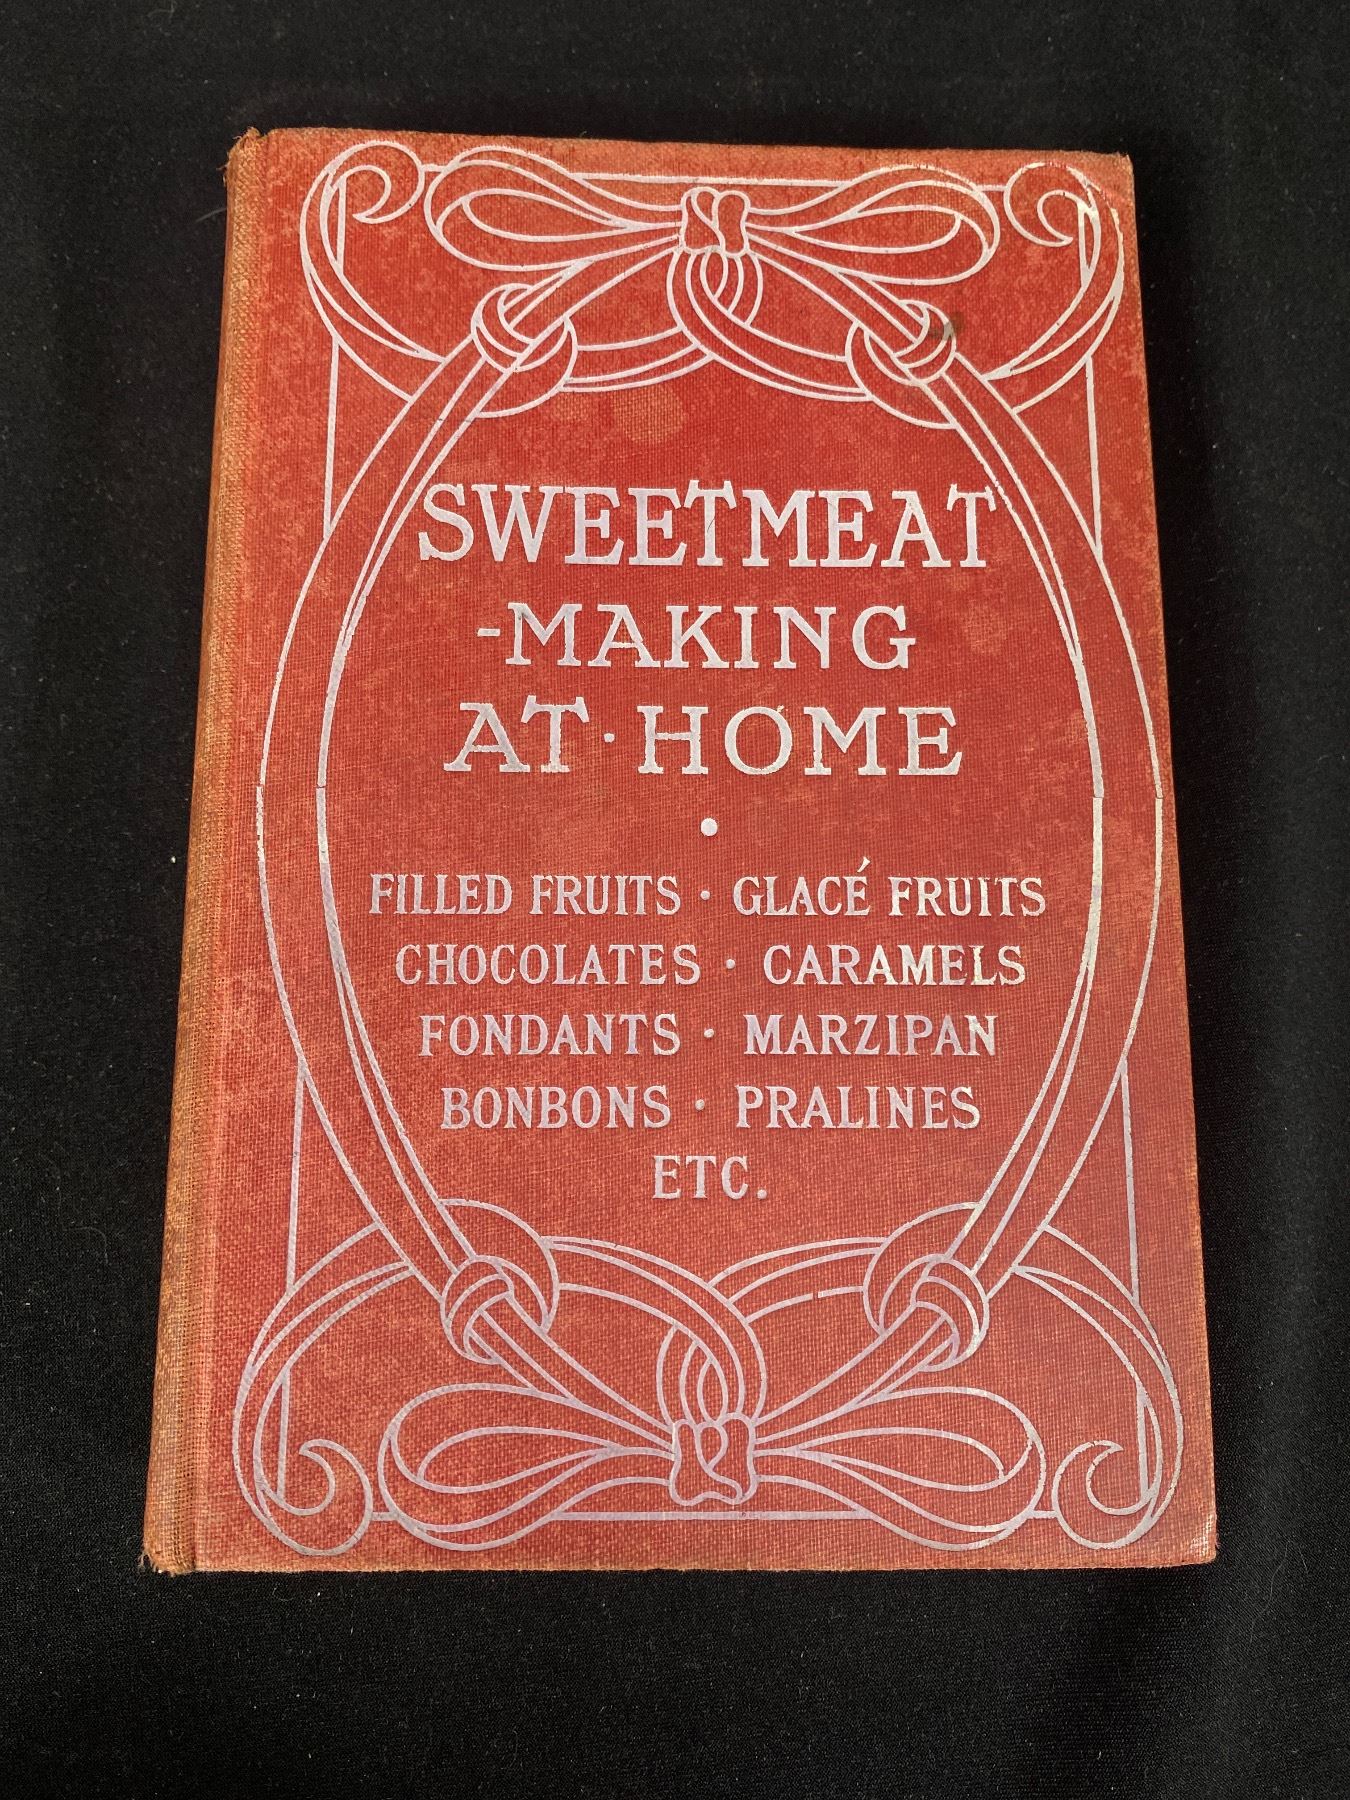 SWEETMEAT
-MAKING
AT · HOME
•
FILLED FRUITS · GLACÉ FRUITS
CHOCOLATES · CARAMELS
FONDANTS · MARZIPAN
BONBONS · PRALINES
ETC.